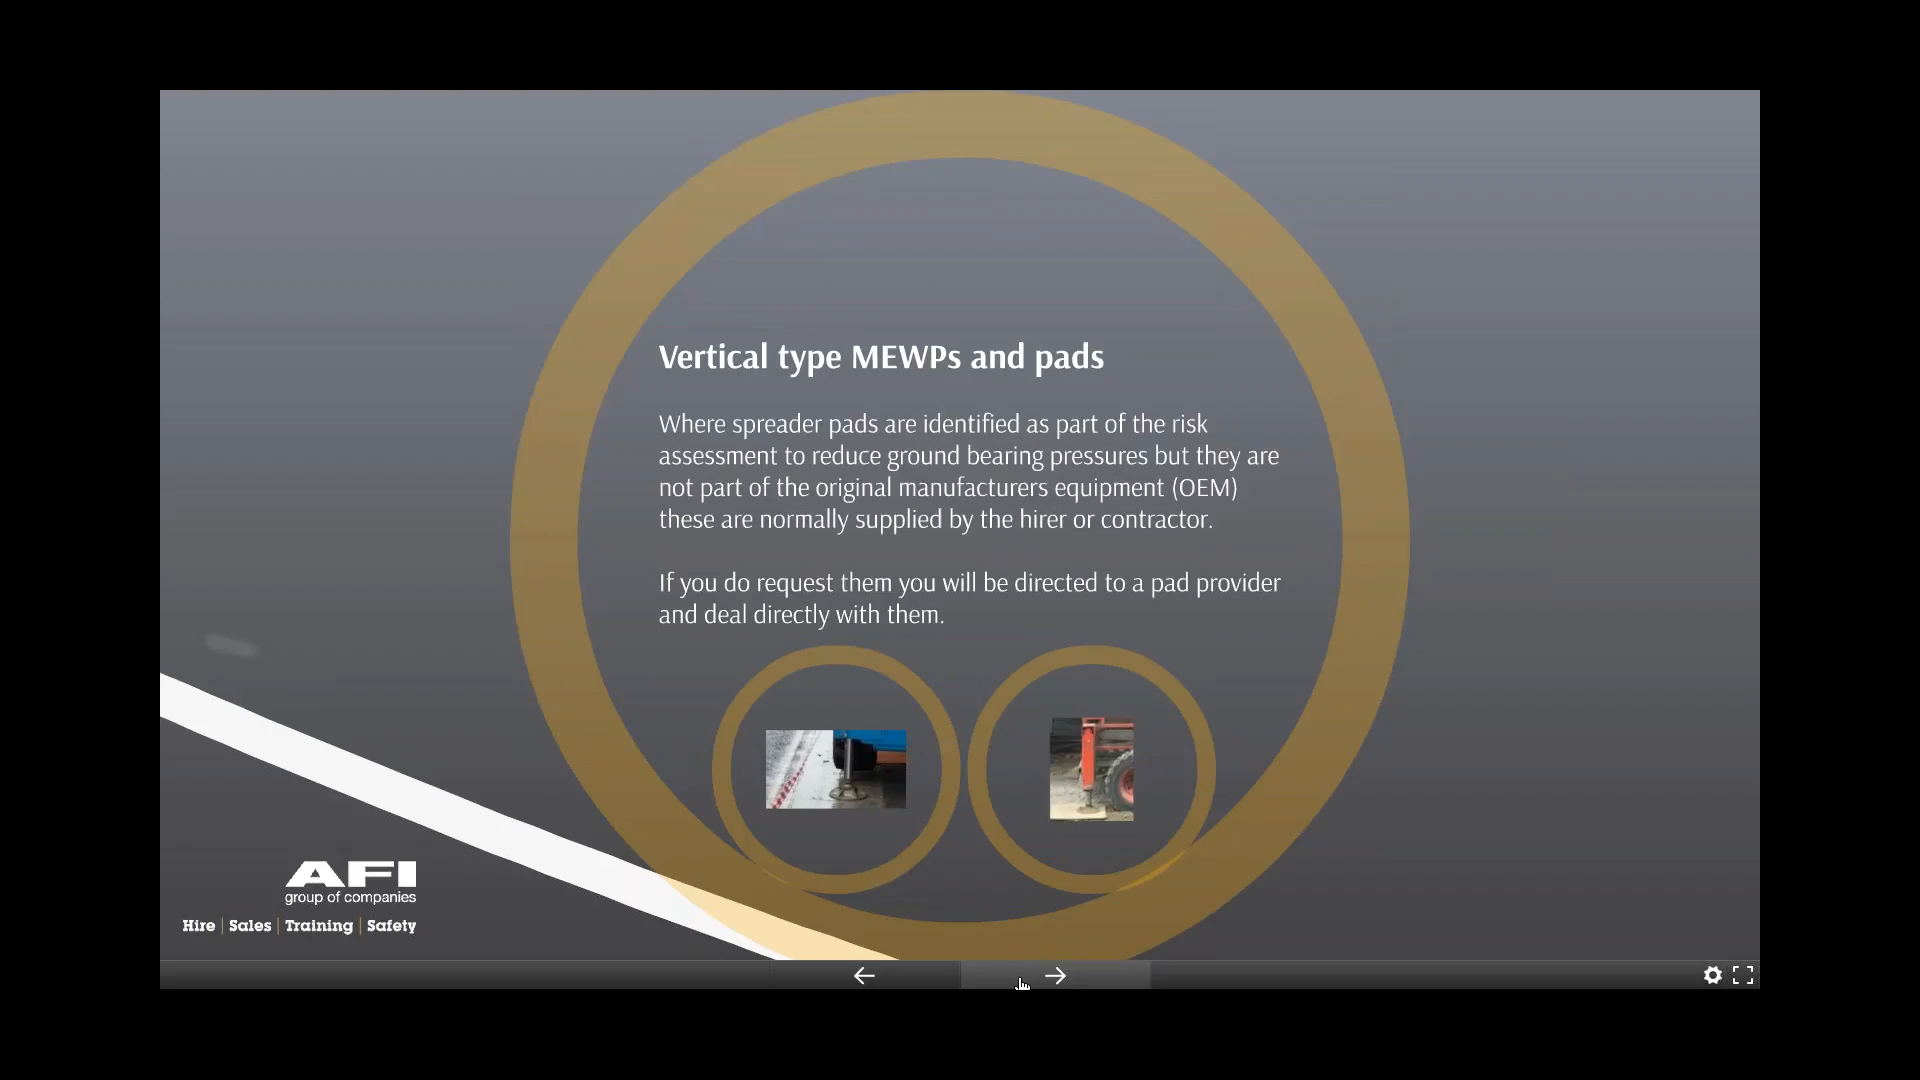 Vertical type MEWPs and pads
Where spreader pads are identified as part of the risk
assessment to reduce ground bearing pressures but they are
not part of the original manufacturers equipment (OEM)
these are normally supplied by the hirer or contractor.
If you do request them you will be directed to a pad provider
and deal directly with them.
AFI
group of companies
Hire | Sales | Training | Safety